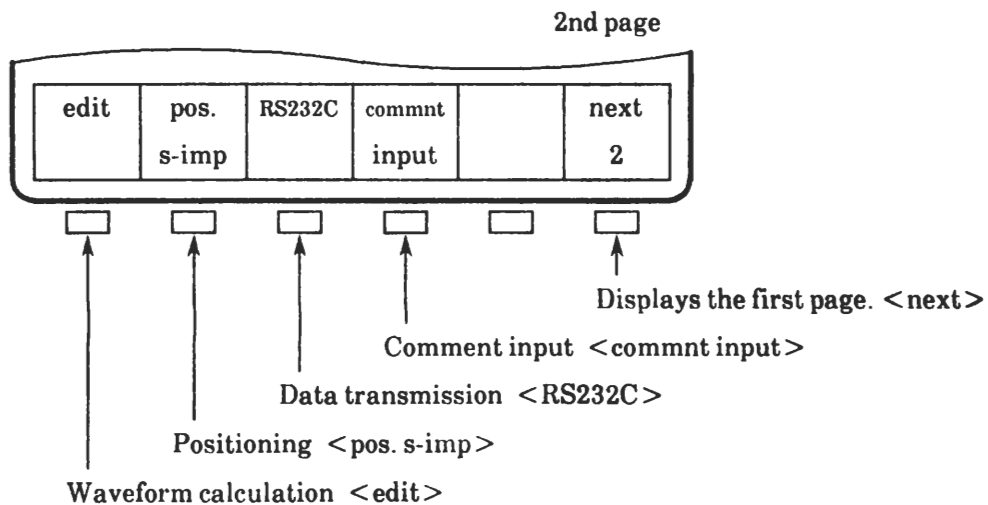 2nd page
edit pos. RS232C commnt next
s-imp input 2
Displays the first page. <next>
Comment input <commnt input>
Data transmission <RS232C>
Positioning <pos. s-imp>
Waveform calculation <edit>